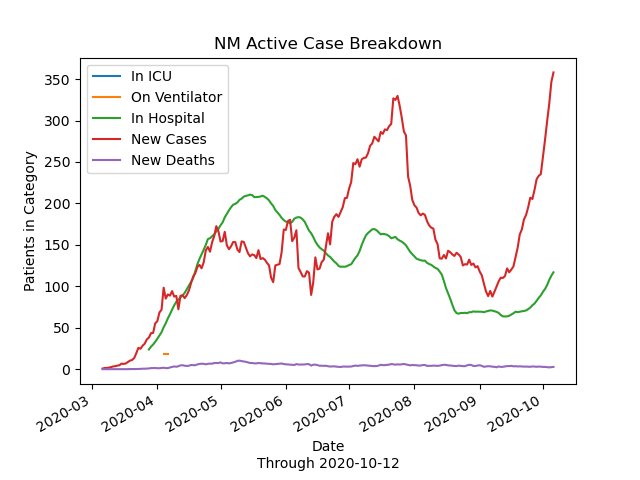 NM Active Case Breakdown
In ICU
On Ventilator
In Hospital
New Cases
New Deaths
Patients in Category
350
300
250
200
150
100
50
0
2020-03
2020-04
2020-05
2020-06
2020-07
2020-08
2020-09
2020-10
Date
Through 2020-10-12